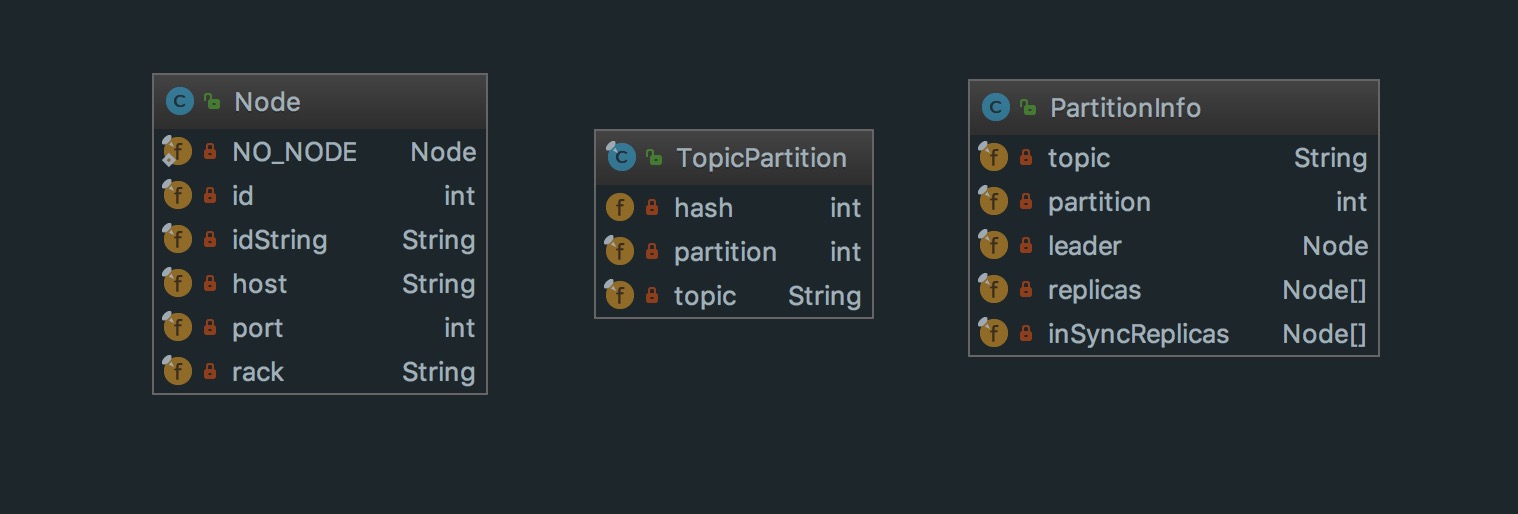 Node
NO_NODE Node
id int
idString String
host String
port int
rack String
TopicPartition
hash int
partition int
topic String
PartitionInfo
topic String
partition int
leader Node
replicas Node[]
inSyncReplicas Node[]